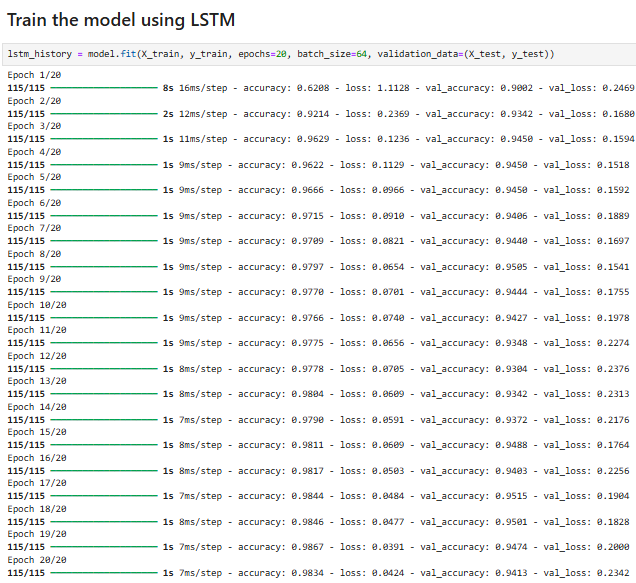 Train the model using LSTM
lstm_history = model.fit(X_train, y_train, epochs=20, batch_size=64, validation_data=(X_test, y_test))
Epoch 1/20
115/115 8s 16ms/step - accuracy: 0.6208 - loss: 1.1128 - val_accuracy: 0.9002 - val_loss: 0.2469
Epoch 2/20
115/115 2s 12ms/step - accuracy: 0.9214 - loss: 0.2369 - val_accuracy: 0.9342 - val_loss: 0.1680
Epoch 3/20
115/115 1s 11ms/step - accuracy: 0.9629 - loss: 0.1236 - val_accuracy: 0.9450 - val_loss: 0.1594
Epoch 4/20
115/115 1s 9ms/step - accuracy: 0.9622 - loss: 0.1129 - val_accuracy: 0.9450 - val_loss: 0.1518
Epoch 5/20
115/115 1s 9ms/step - accuracy: 0.9666 - loss: 0.0966 - val_accuracy: 0.9450 - val_loss: 0.1592
Epoch 6/20
115/115 1s 9ms/step - accuracy: 0.9715 - loss: 0.0910 - val_accuracy: 0.9406 - val_loss: 0.1889
Epoch 7/20
115/115 1s 9ms/step - accuracy: 0.9709 - loss: 0.0821 - val_accuracy: 0.9440 - val_loss: 0.1697
Epoch 8/20
115/115 1s 9ms/step - accuracy: 0.9797 - loss: 0.0654 - val_accuracy: 0.9505 - val_loss: 0.1541
Epoch 9/20
115/115 1s 9ms/step - accuracy: 0.9770 - loss: 0.0701 - val_accuracy: 0.9444 - val_loss: 0.1755
Epoch 10/20
115/115 1s 9ms/step - accuracy: 0.9766 - loss: 0.0740 - val_accuracy: 0.9427 - val_loss: 0.1978
Epoch 11/20
115/115 1s 9ms/step - accuracy: 0.9775 - loss: 0.0656 - val_accuracy: 0.9348 - val_loss: 0.2274
Epoch 12/20
115/115 1s 8ms/step - accuracy: 0.9778 - loss: 0.0705 - val_accuracy: 0.9304 - val_loss: 0.2376
Epoch 13/20
115/115 1s 8ms/step - accuracy: 0.9804 - loss: 0.0609 - val_accuracy: 0.9342 - val_loss: 0.2313
Epoch 14/20
115/115 1s 7ms/step - accuracy: 0.9790 - loss: 0.0591 - val_accuracy: 0.9372 - val_loss: 0.2176
Epoch 15/20
115/115 1s 8ms/step - accuracy: 0.9811 - loss: 0.0609 - val_accuracy: 0.9488 - val_loss: 0.1764
Epoch 16/20
115/115 1s 8ms/step - accuracy: 0.9817 - loss: 0.0503 - val_accuracy: 0.9403 - val_loss: 0.2256
Epoch 17/20
115/115 1s 7ms/step - accuracy: 0.9844 - loss: 0.0484 - val_accuracy: 0.9515 - val_loss: 0.1904
Epoch 18/20
115/115 1s 8ms/step - accuracy: 0.9846 - loss: 0.0477 - val_accuracy: 0.9501 - val_loss: 0.1828
Epoch 19/20
115/115 1s 7ms/step - accuracy: 0.9867 - loss: 0.0391 - val_accuracy: 0.9474 - val_loss: 0.2000
Epoch 20/20
115/115 1s 7ms/step - accuracy: 0.9834 - loss: 0.0424 - val_accuracy: 0.9413 - val_loss: 0.2342